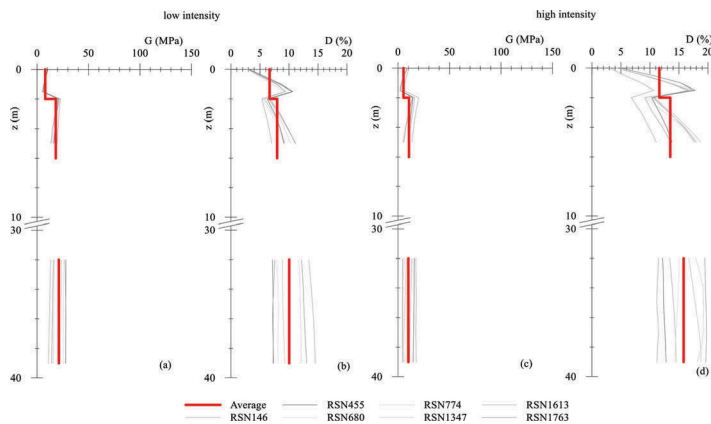 low intensity
high intensity
G (MPa)
D (%)
G (MPa)
D (%)
0 50 100 150
0 5 10 15 20
0 50 100 150
0 5 10 15 20
0
10
30
40
z (m)
(a)
0
10
30
40
z (m)
(b)
0
10
30
40
z (m)
(c)
0
10
30
40
z (m)
(d)
Average RSN455 RSN774 RSN1613
RSN146 RSN680 RSN1347 RSN1763